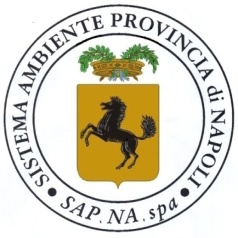 SISTEMA AMBIENTE PROVINCIA di NAPOLI
SAP.NA.spa